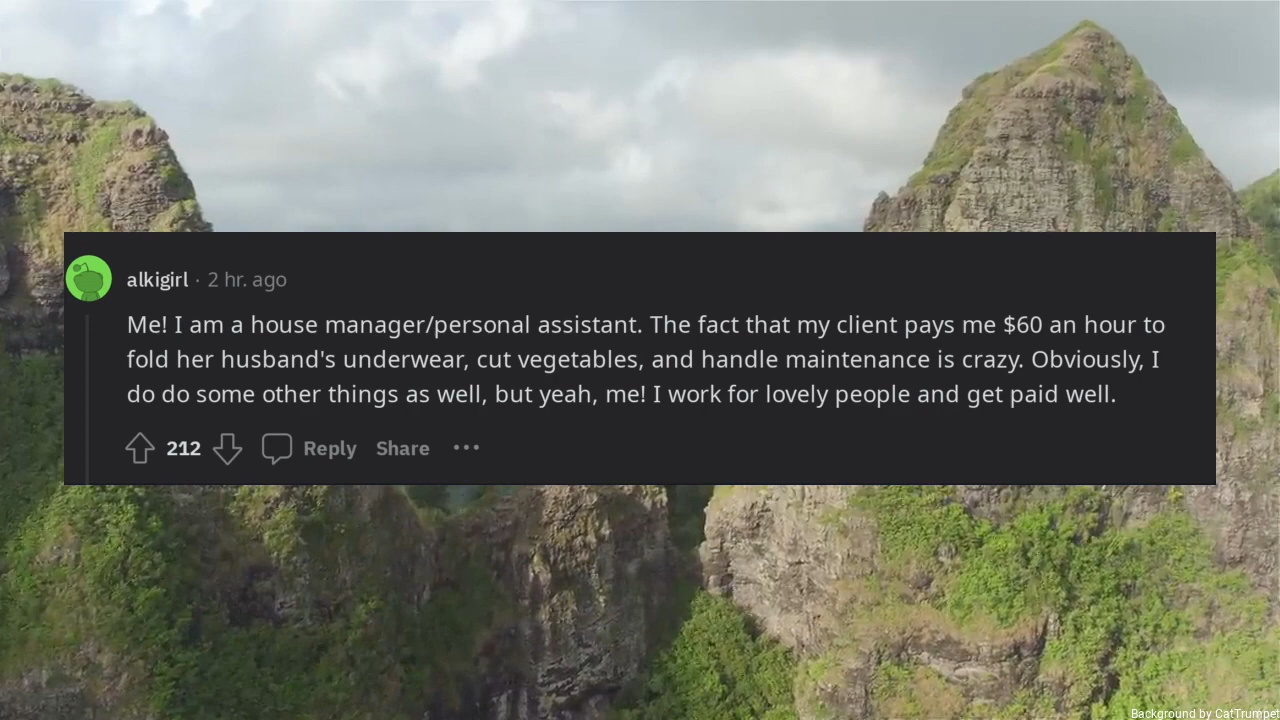 alkigirl · 2 hr. ago
Me! I am a house manager/personal assistant. The fact that my client pays me $60 an hour to
fold her husband's underwear, cut vegetables, and handle maintenance is crazy. Obviously, I
do do some other things as well, but yeah, me! I work for lovely people and get paid well.
212 Reply Share ···
Background by CatTrumpet